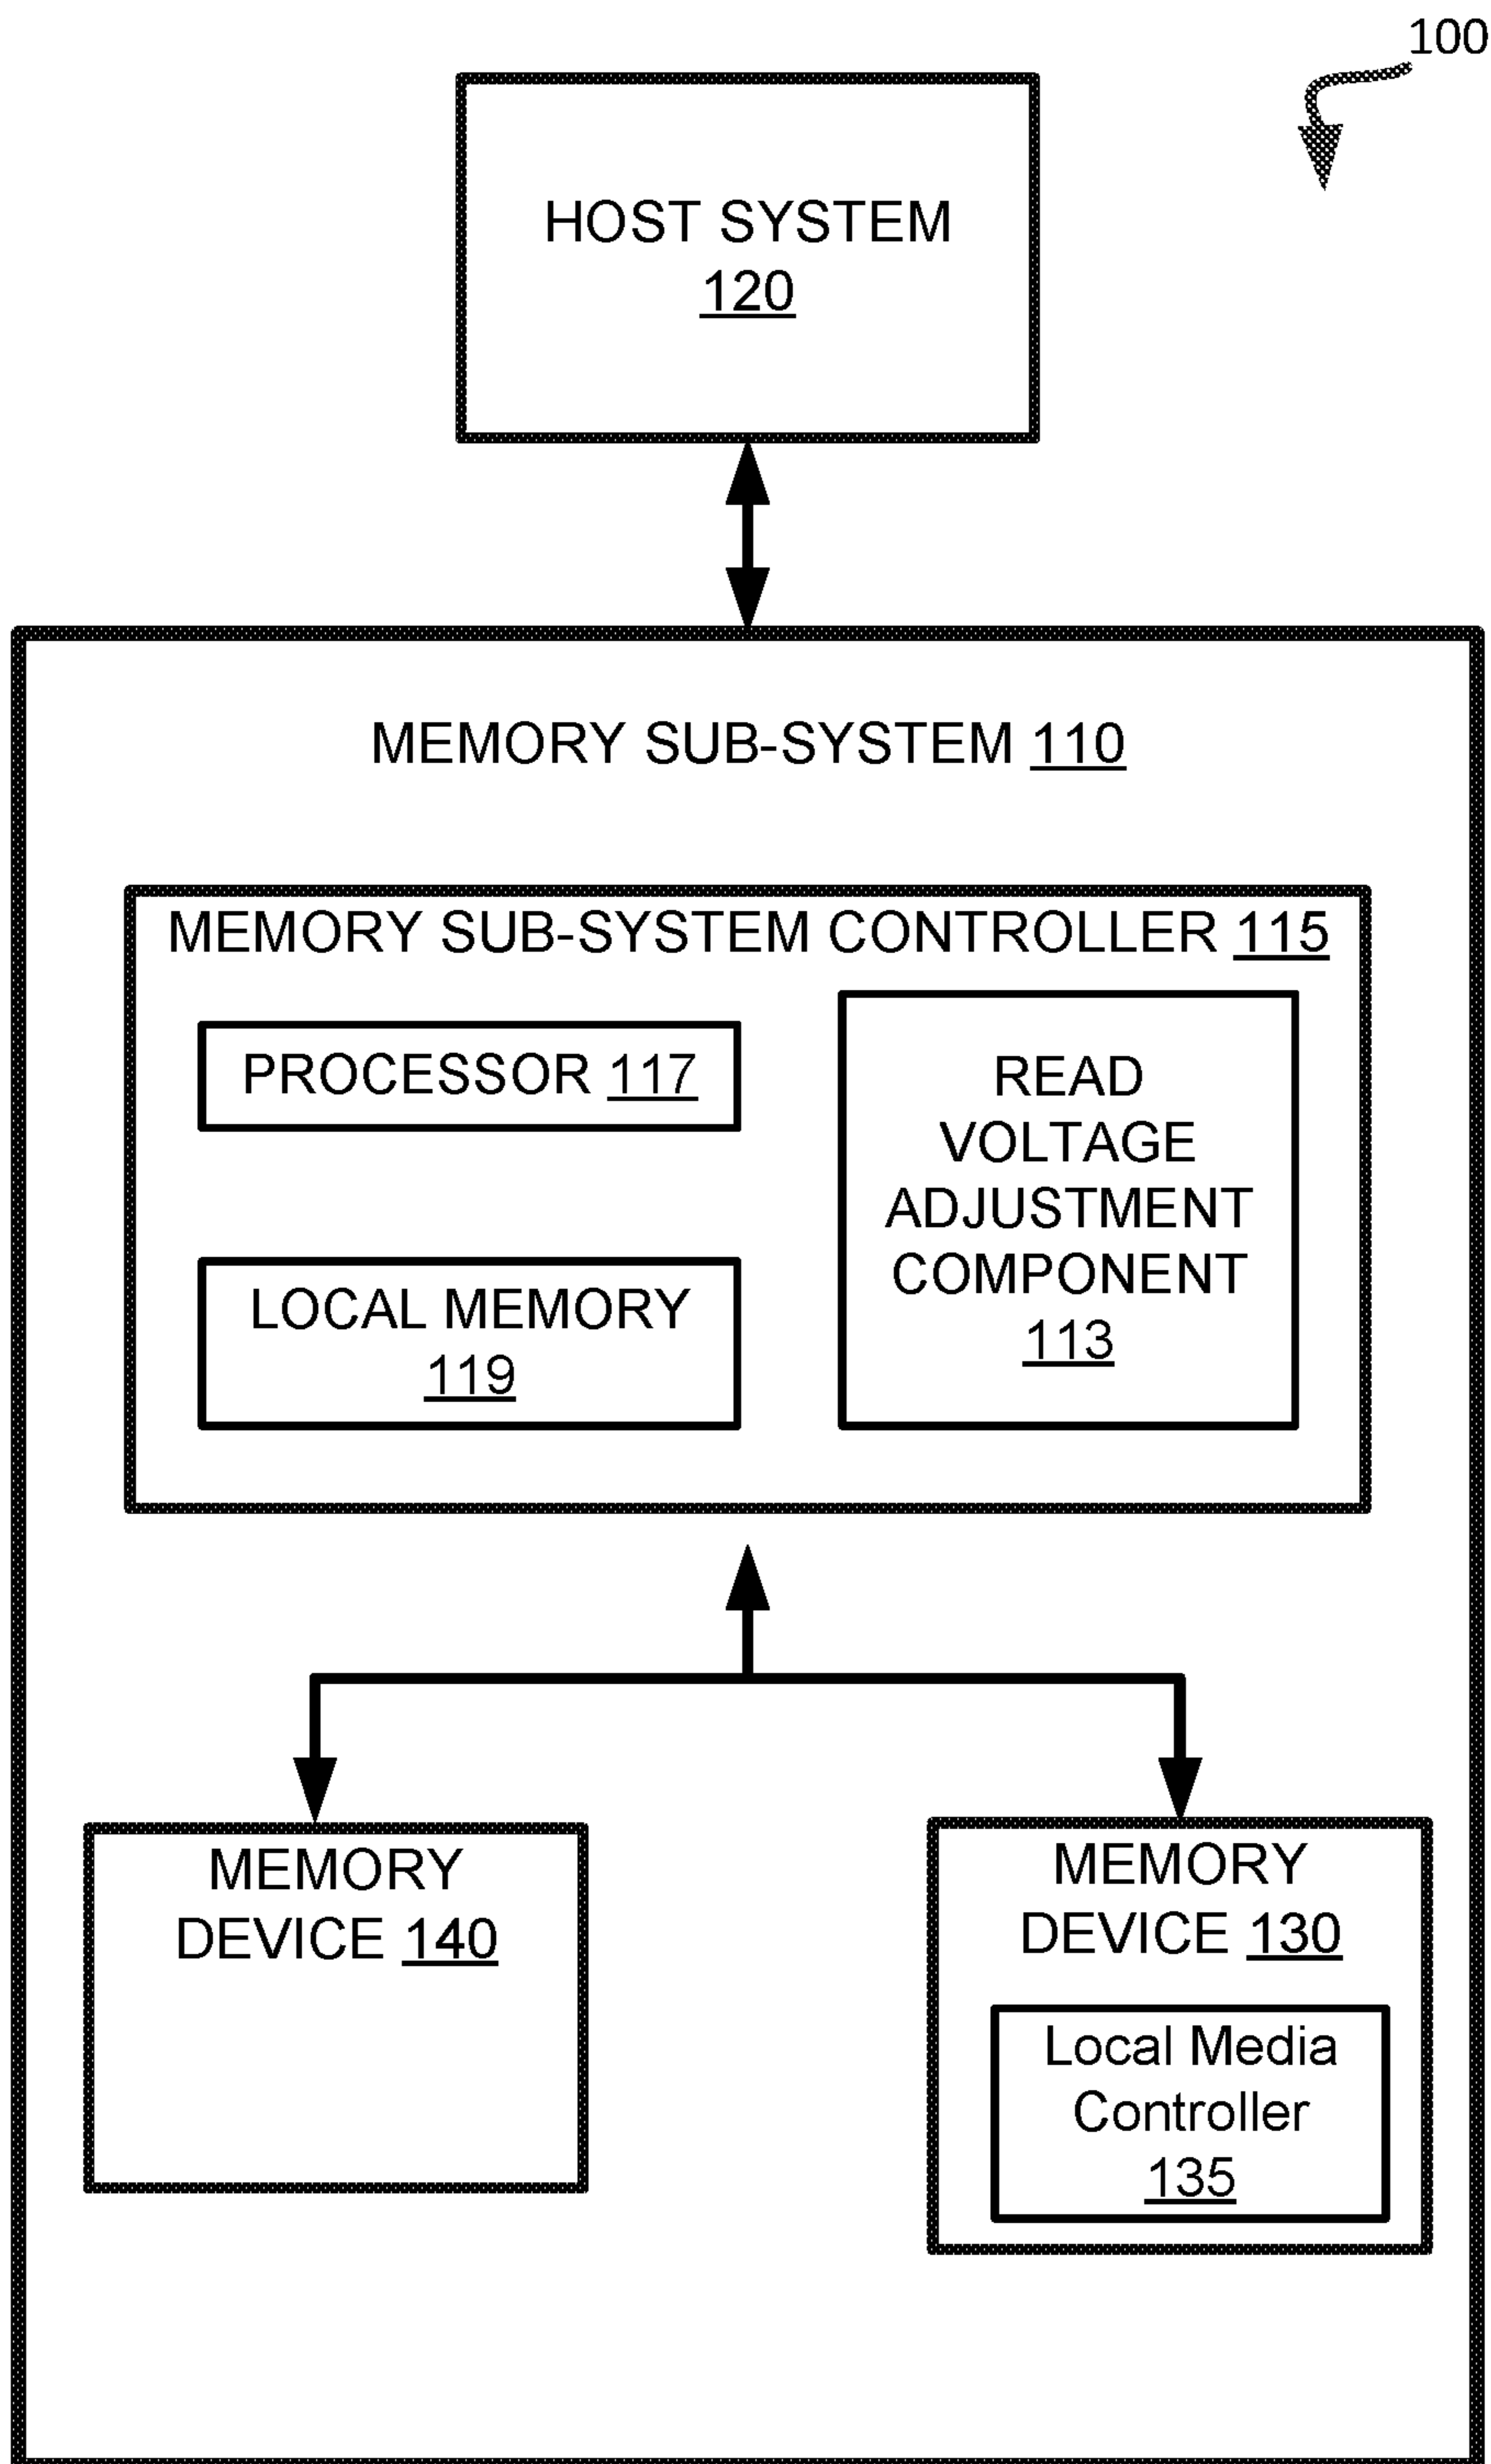 100
HOST SYSTEM
120
MEMORY SUB-SYSTEM 110
MEMORY SUB-SYSTEM CONTROLLER 115
PROCESSOR 117
LOCAL MEMORY
119
READ
VOLTAGE
ADJUSTMENT
COMPONENT
113
MEMORY
DEVICE 140
MEMORY
DEVICE 130
Local Media
Controller
135